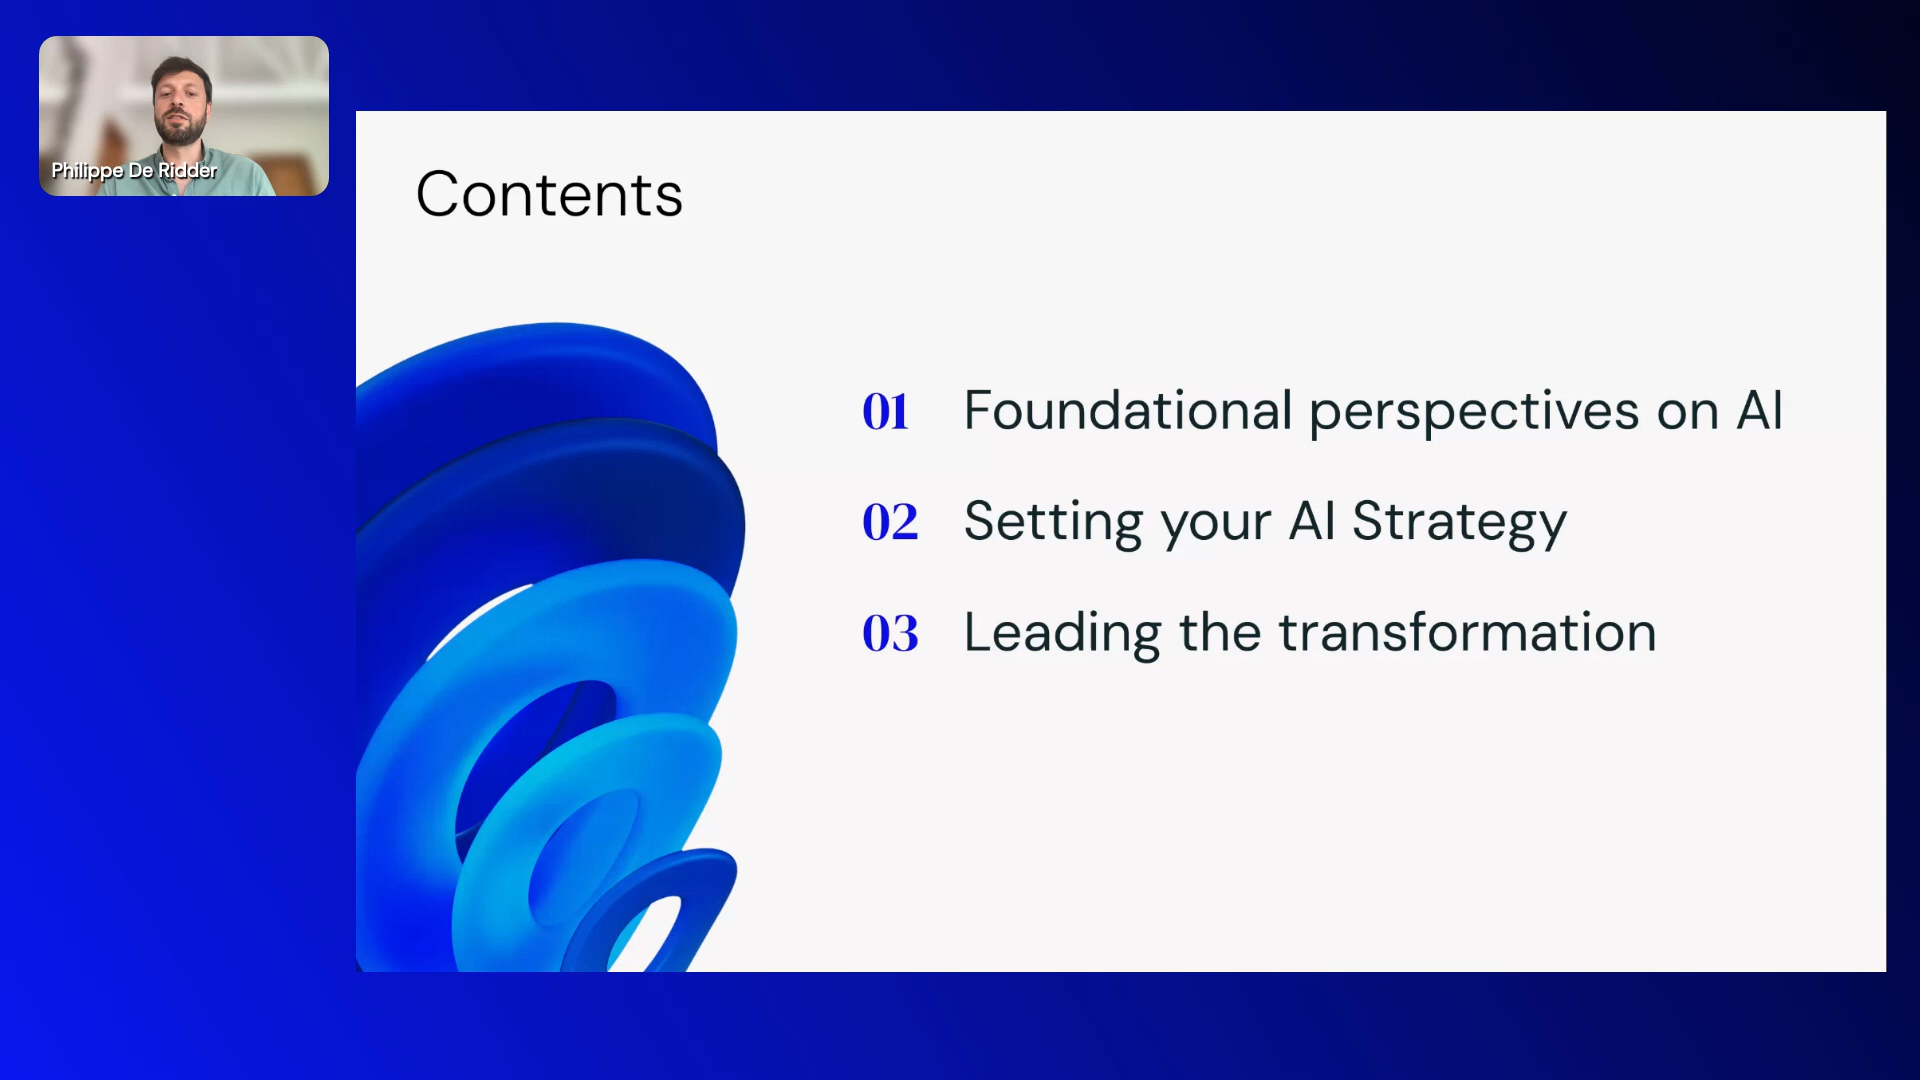 Philippe De Ridder
Contents
01 Foundational perspectives on AI
02 Setting your AI Strategy
03 Leading the transformation